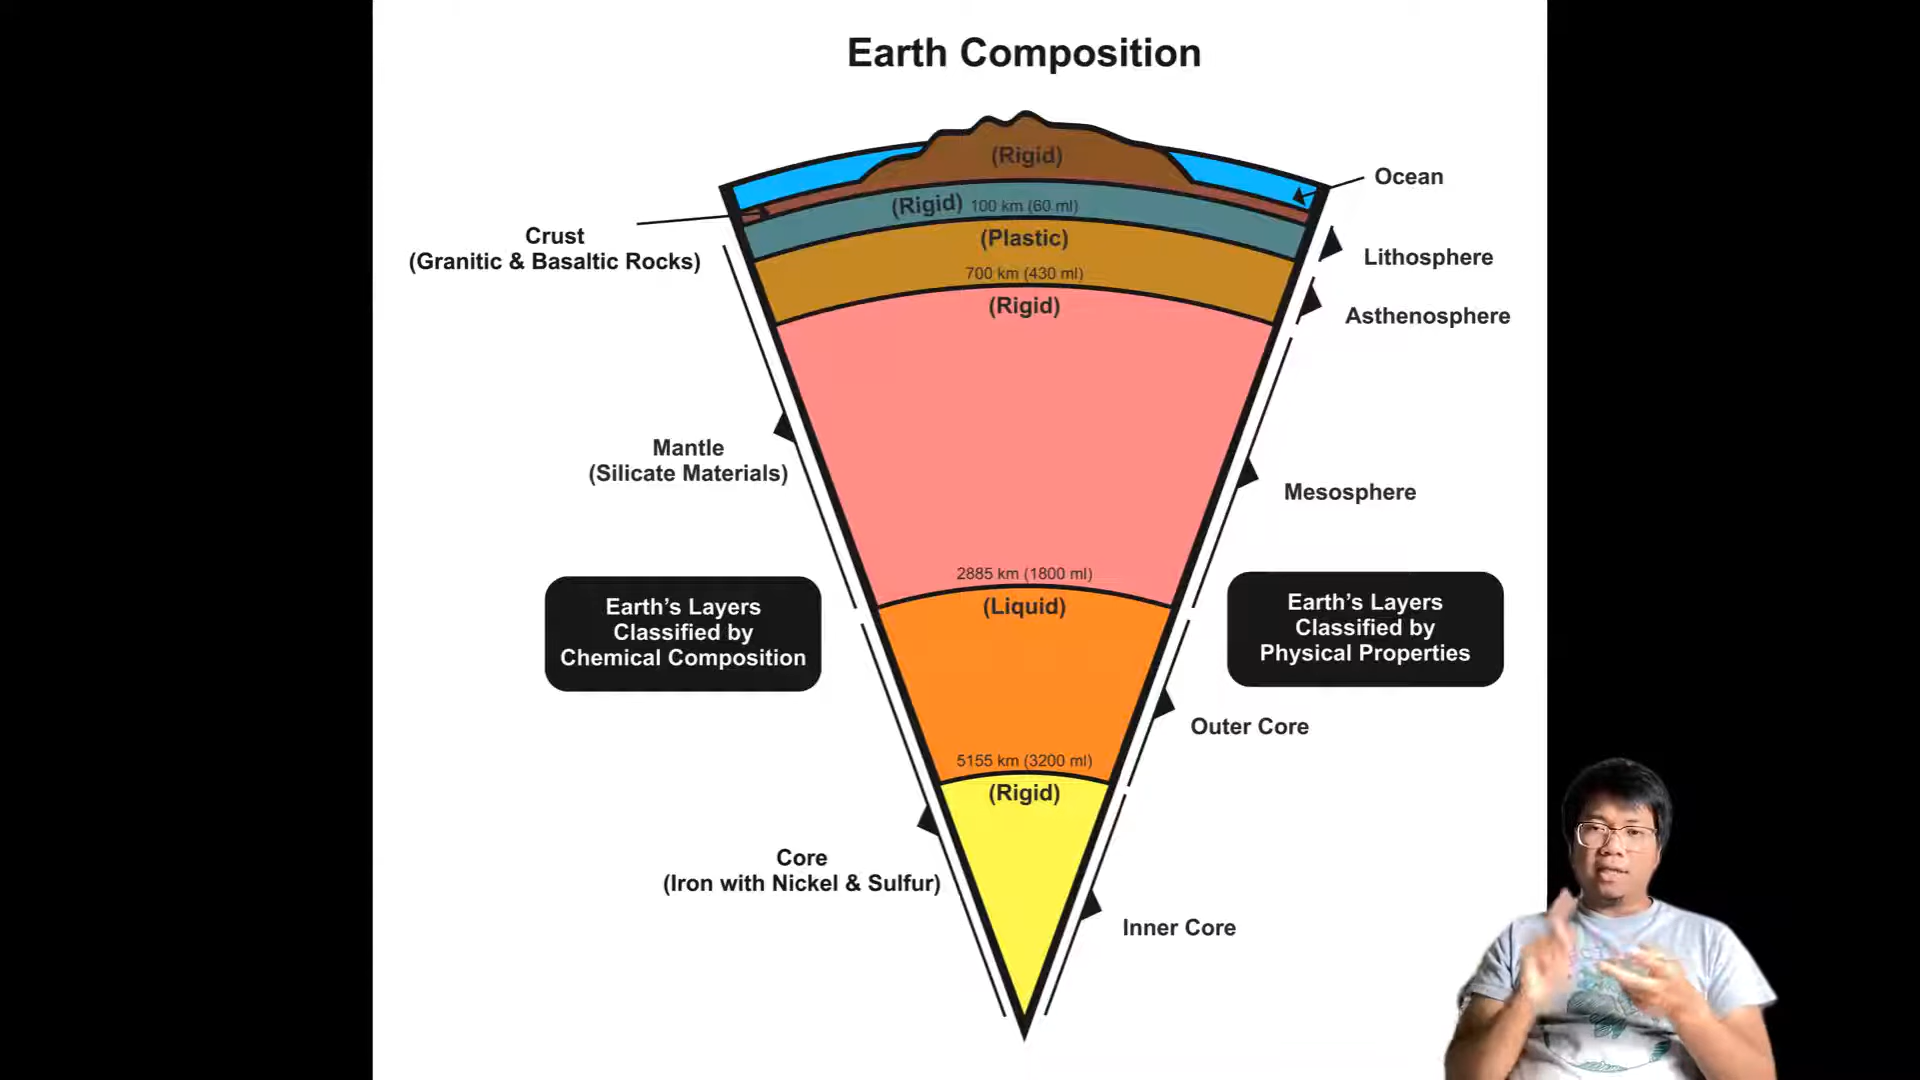 Earth Composition
(Rigid)
Ocean
(Rigid) 100 km (60 ml)
Crust
(Granitic & Basaltic Rocks)
(Plastic)
Lithosphere
700 km (430 ml)
(Rigid)
Asthenosphere
Mantle
(Silicate Materials)
Mesosphere
2885 km (1800 ml)
(Liquid)
Earth’s Layers
Classified by
Chemical Composition
Earth’s Layers
Classified by
Physical Properties
Outer Core
5155 km (3200 ml)
(Rigid)
Core
(Iron with Nickel & Sulfur)
Inner Core